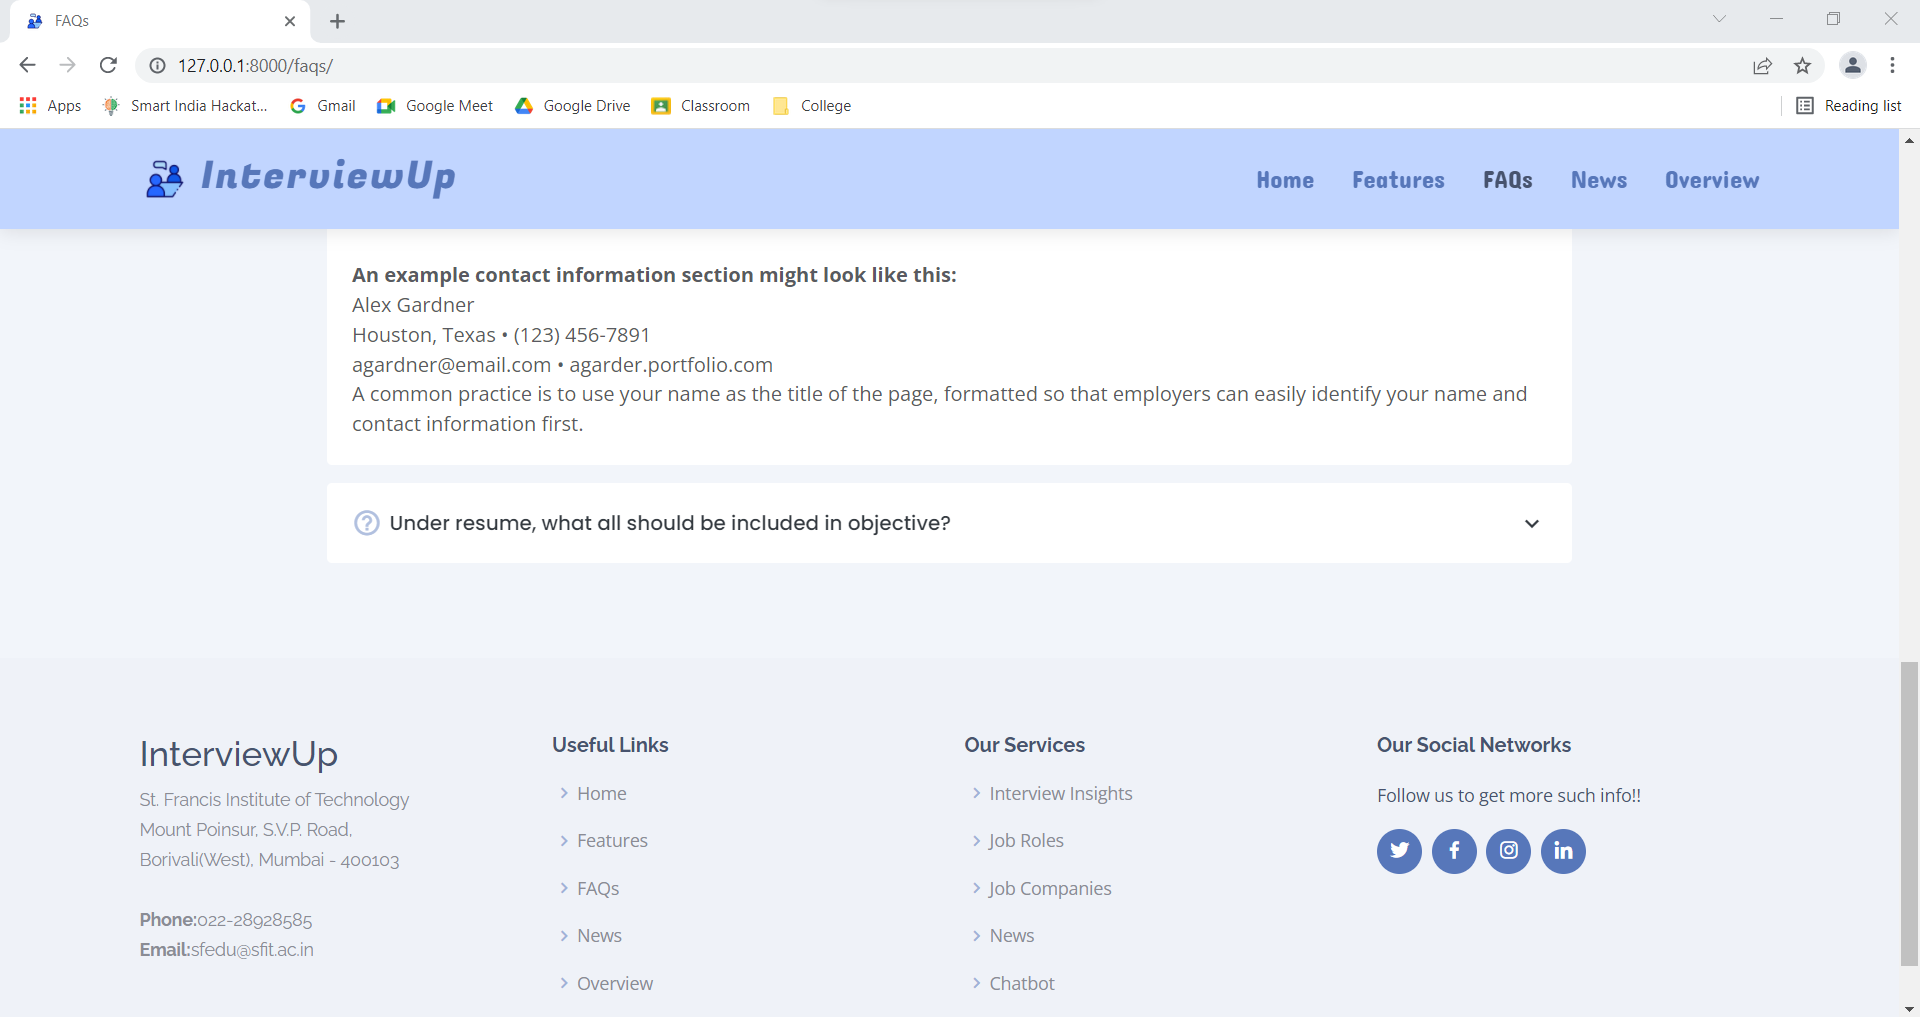 FAQs
127.0.0.1:8000/faqs/
Apps Smart India Hackat... Gmail Google Meet Google Drive Classroom College Reading list
InterviewUp Home Features FAQs News Overview
An example contact information section might look like this:
Alex Gardner
Houston, Texas • (123) 456-7891
agardner@email.com • agarder.portfolio.com
A common practice is to use your name as the title of the page, formatted so that employers can easily identify your name and
contact information first.
Under resume, what all should be included in objective?
InterviewUp
St. Francis Institute of Technology
Mount Poinsur, S.V.P. Road,
Borivali(West), Mumbai - 400103
Phone:022-28928585
Email:sfedu@sfit.ac.in
Useful Links
Home
Features
FAQs
News
Overview
Our Services
Interview Insights
Job Roles
Job Companies
News
Chatbot
Our Social Networks
Follow us to get more such info!!